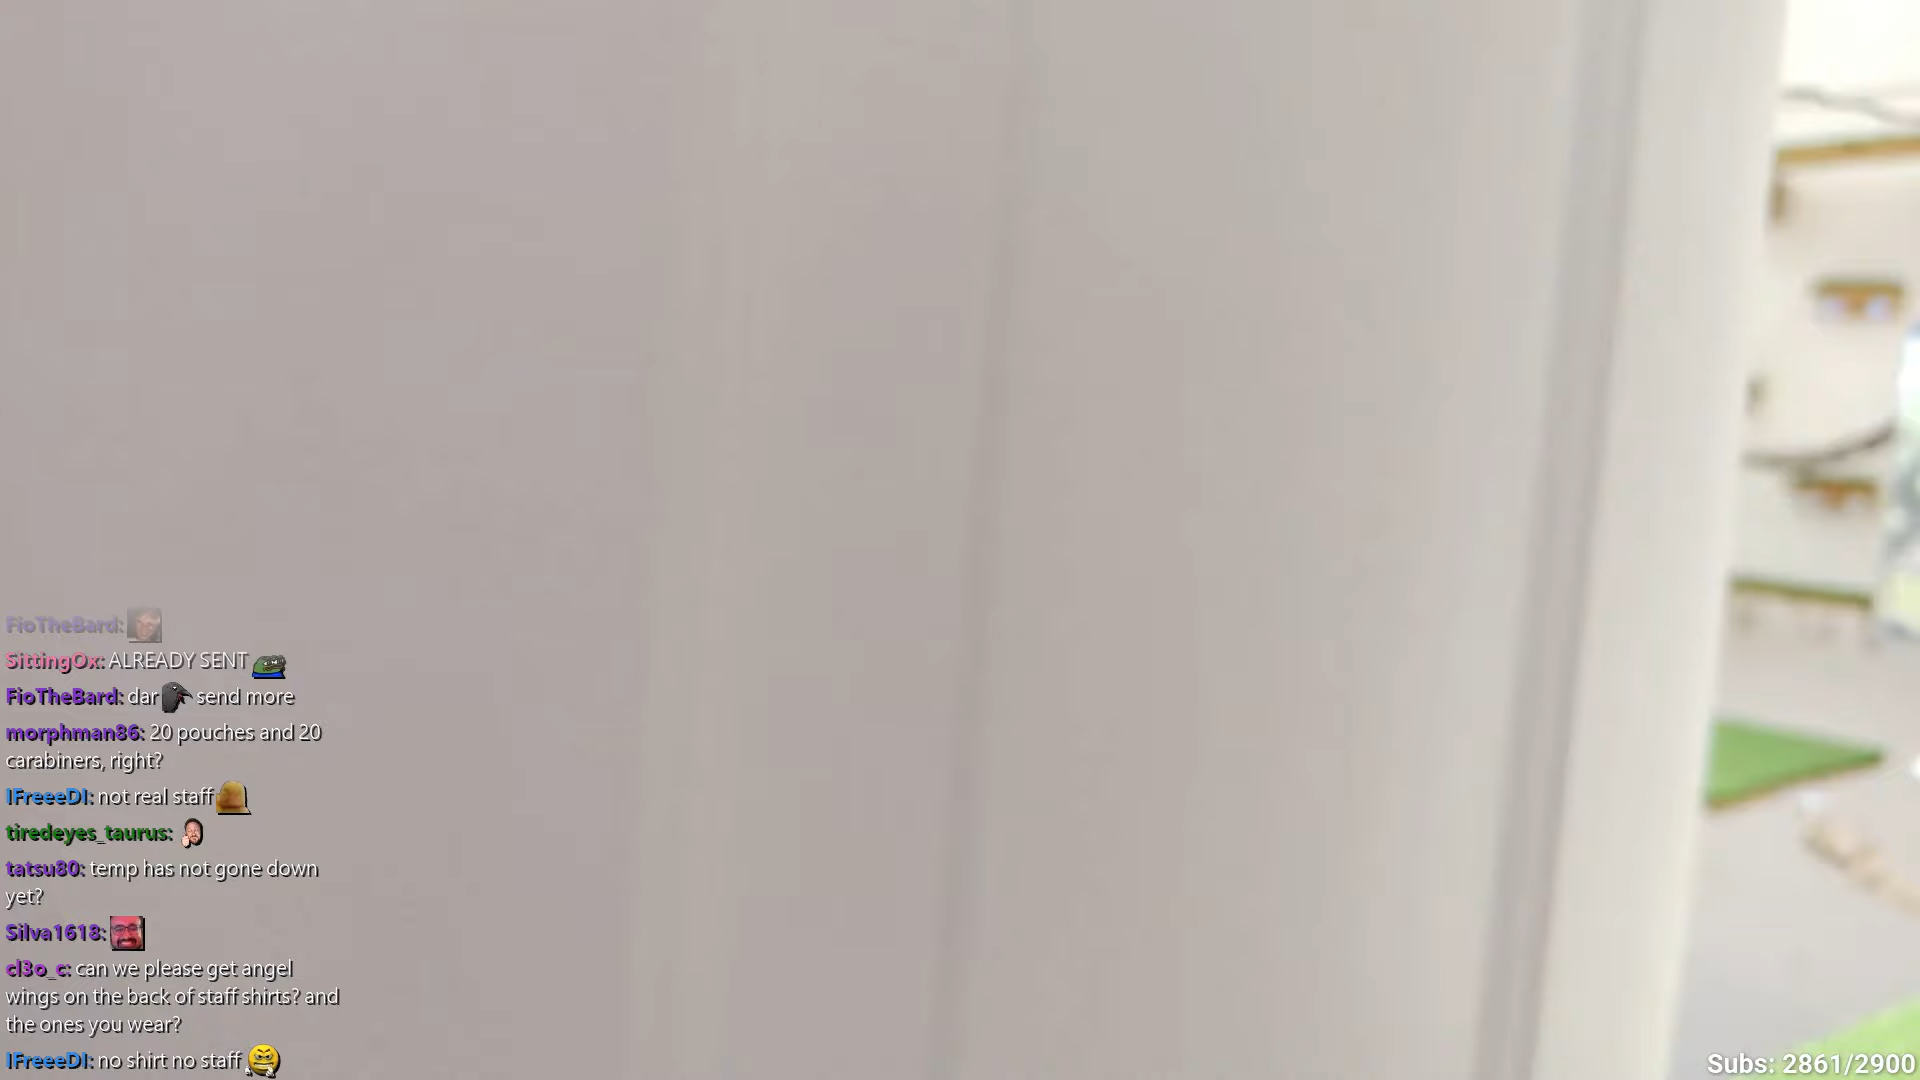 FioTheBard:
SittingOx: ALREADY SENT
FioTheBard: dar send more
morphman86: 20 pouches and 20
carabiners, right?
IFreeeDI: not real staff
tiredeyes_taurus:
tatsu80: temp has not gone down
yet?
Silva1618:
cl3o_c: can we please get angel
wings on the back of staff shirts? and
the ones you wear?
IFreeeDI: no shirt no staff
Subs: 2861/2900